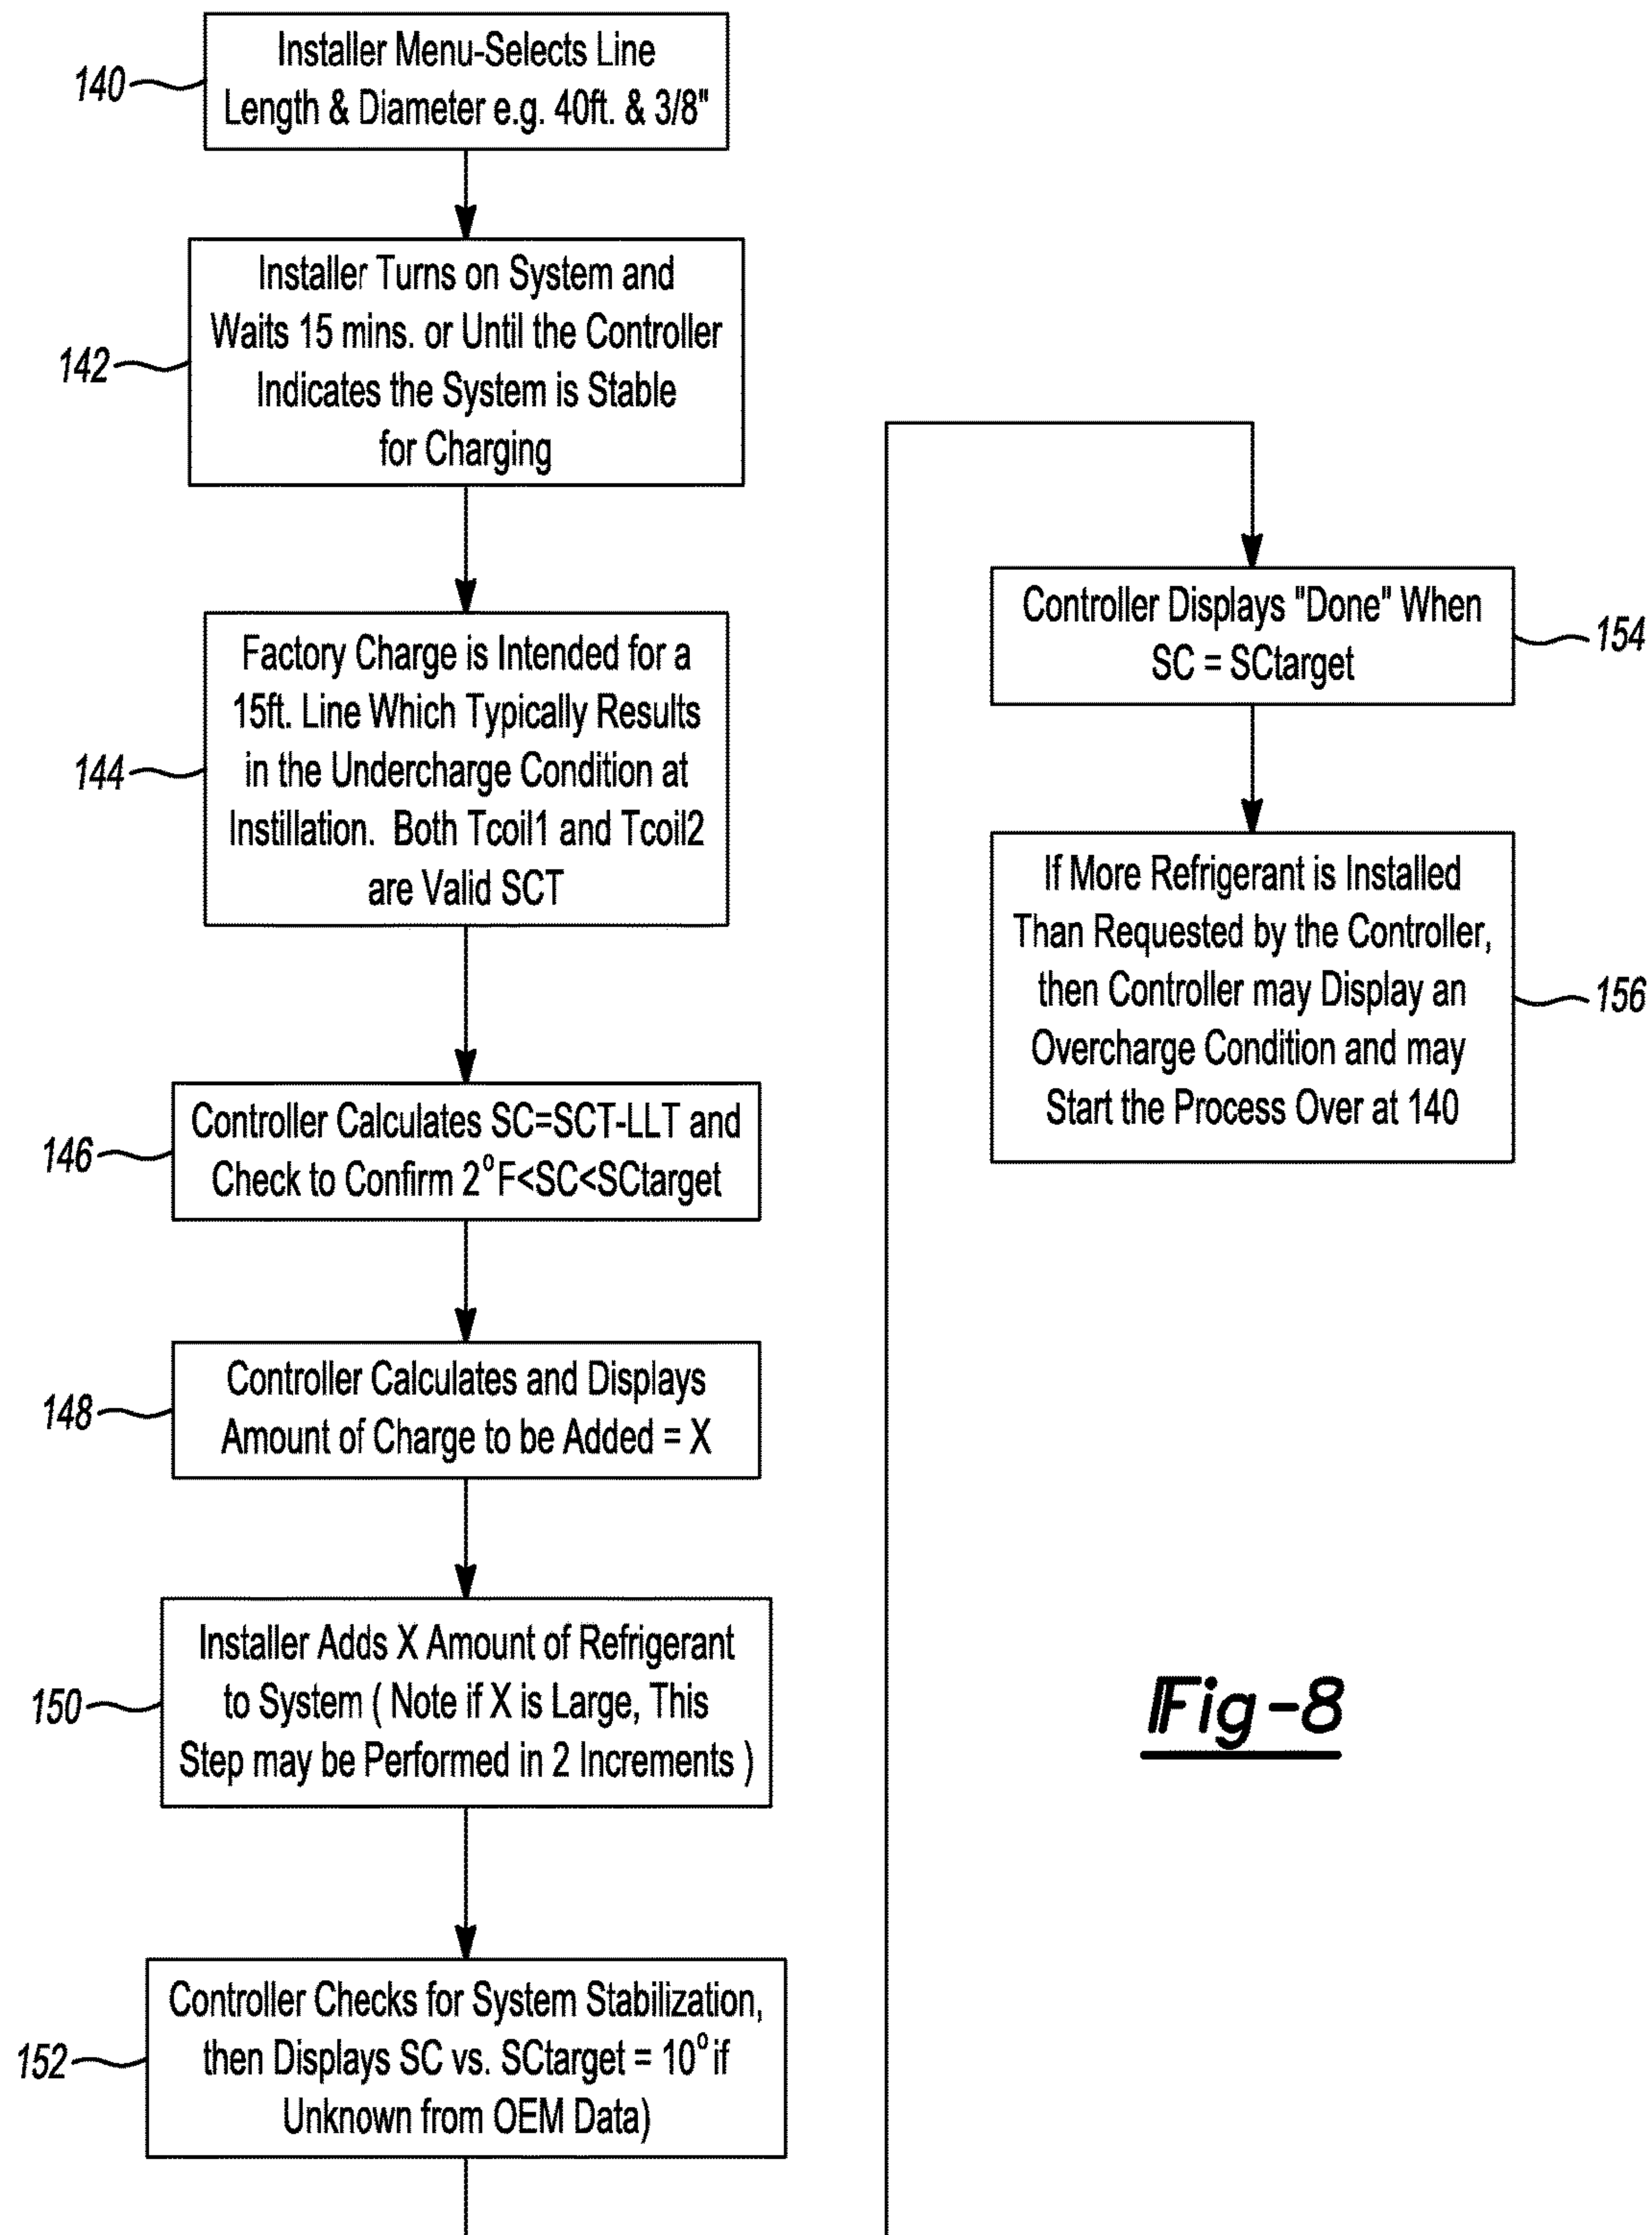 140
Installer Menu-Selects Line
Length & Diameter e.g. 40ft. & 3/8"
142
Installer Turns on System and
Waits 15 mins. or Until the Controller
Indicates the System is Stable
for Charging
144
Factory Charge is Intended for a
15ft. Line Which Typically Results
in the Undercharge Condition at
Instillation. Both Tcoil1 and Tcoil2
are Valid SCT
146
Controller Calculates SC=SCT-LLT and
Check to Confirm 2°F<SC<SCtarget
148
Controller Calculates and Displays
Amount of Charge to be Added = X
150
Installer Adds X Amount of Refrigerant
to System ( Note if X is Large, This
Step may be Performed in 2 Increments )
152
Controller Checks for System Stabilization,
then Displays SC vs. SCtarget = 10° if
Unknown from OEM Data)
Controller Displays "Done" When
SC = SCtarget
154
If More Refrigerant is Installed
Than Requested by the Controller,
then Controller may Display an
Overcharge Condition and may
Start the Process Over at 140
156
Fig-8